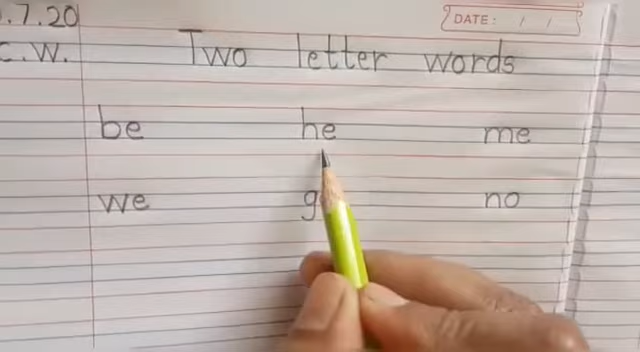 .7.20 DATE: / /
C.W. Two letter words
be he me
we g no